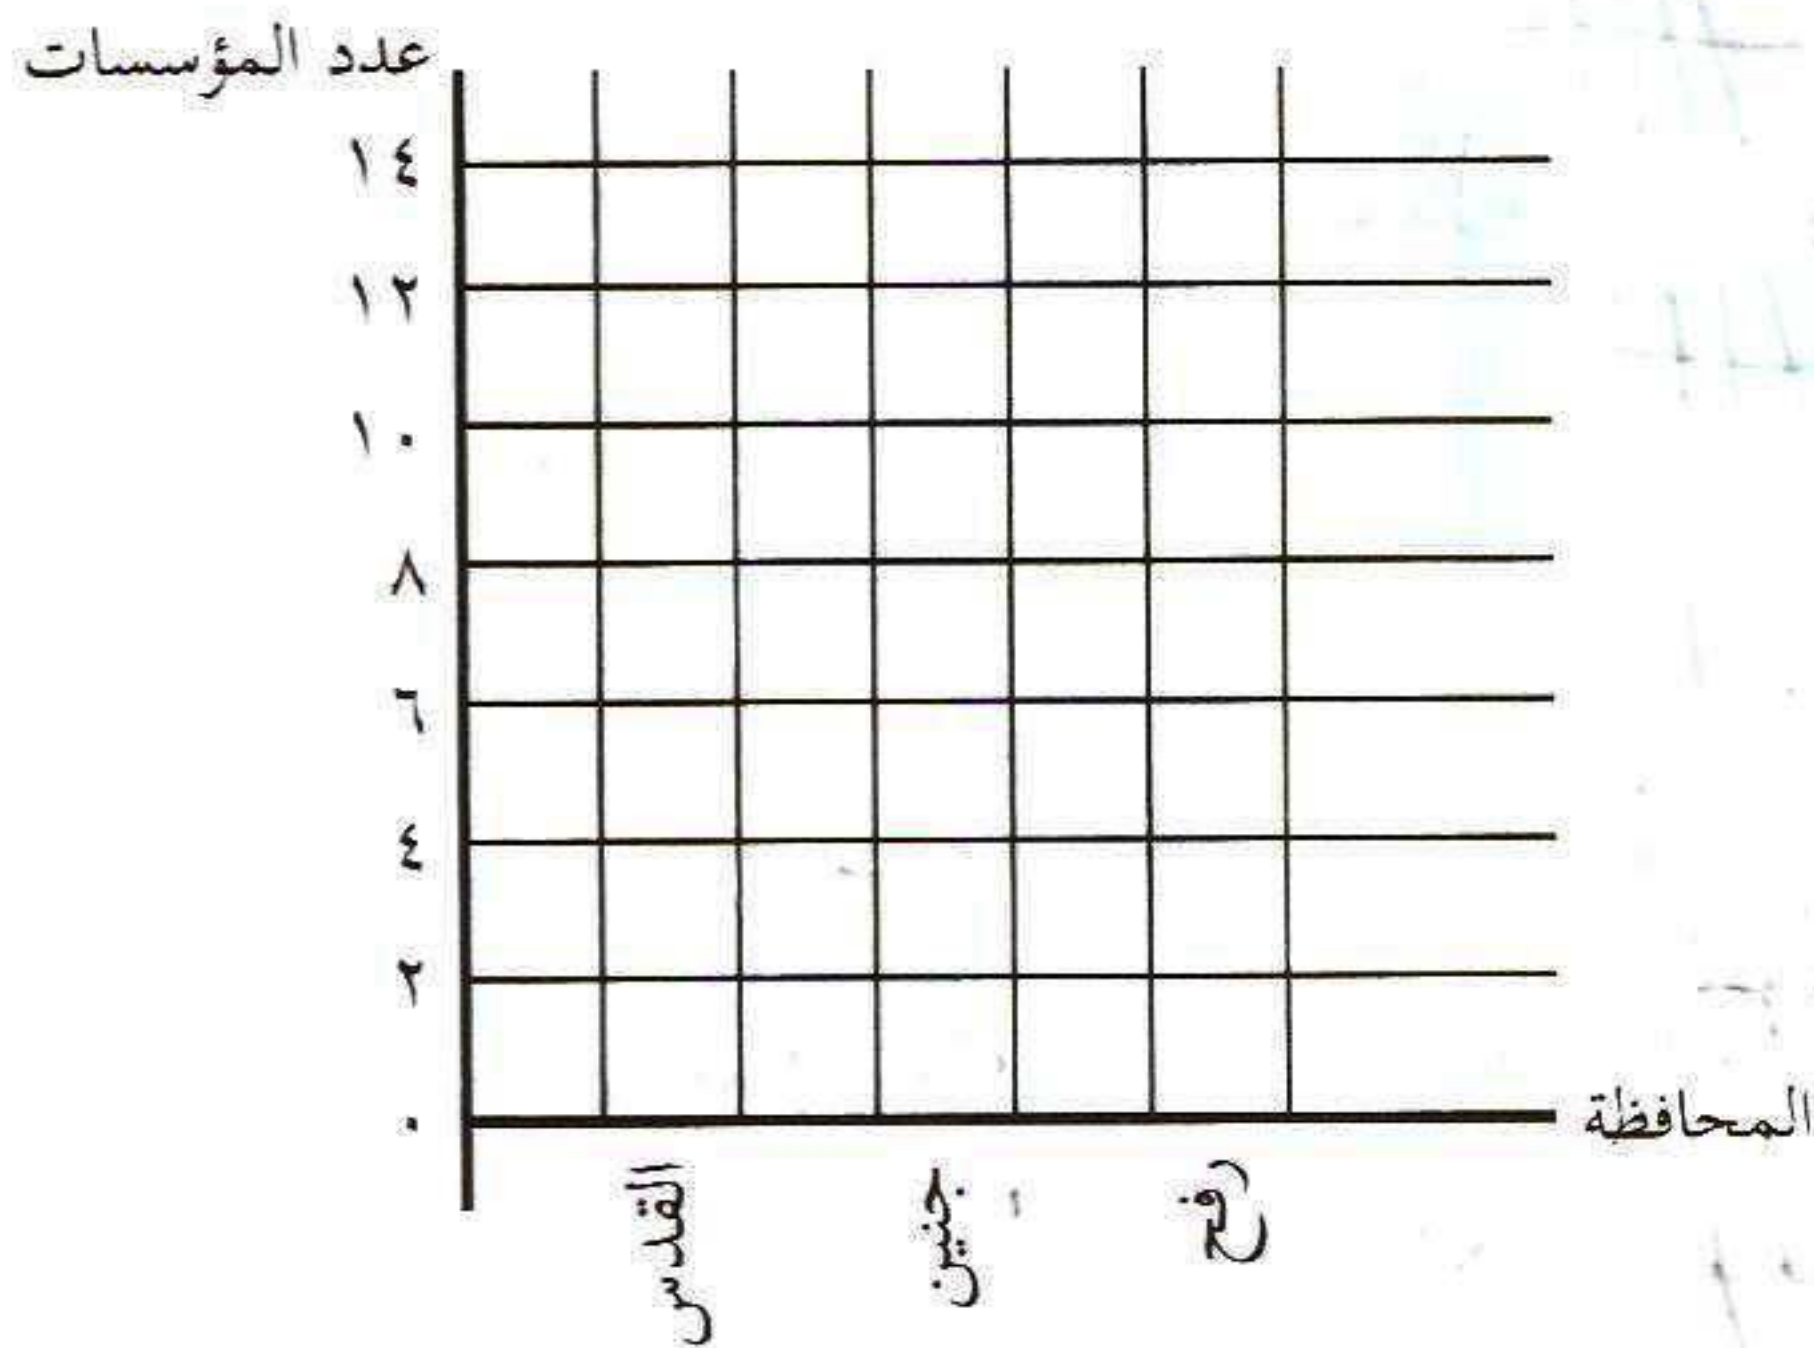 عدد المؤسسات
١٤
١٢
١٠
٨
٦
٤
٢
٠
المحافظة
القدس
جنين
رفح